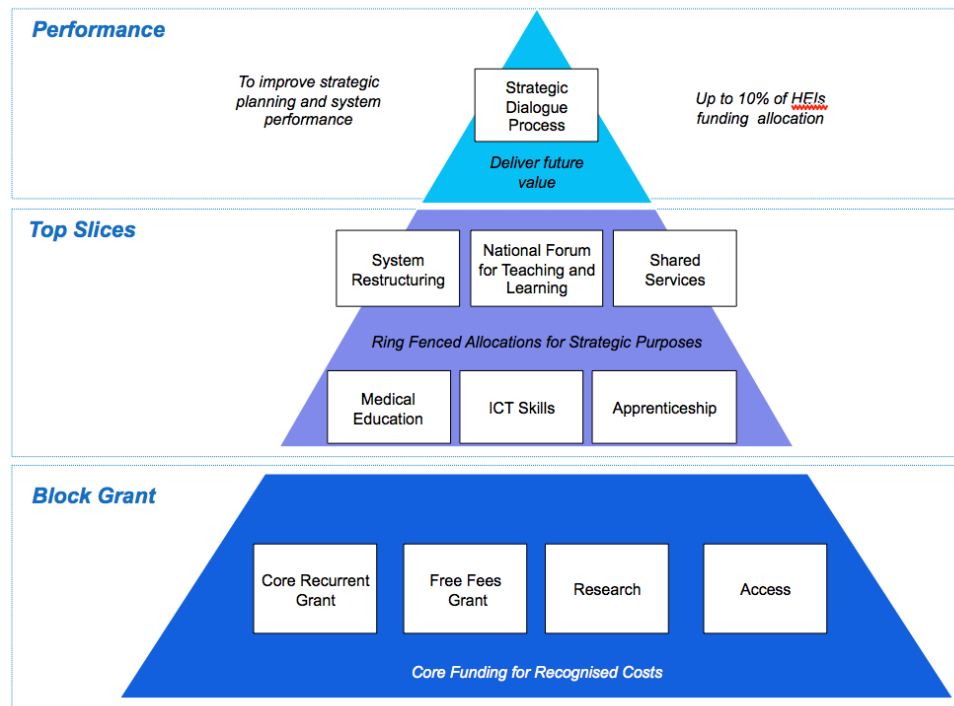 Performance
To improve strategic
planning and system
performance
Strategic
Dialogue
Process
Up to 10% of HEIs
funding allocation
Deliver future
value
Top Slices
System
Restructuring
National Forum
for Teaching and
Learning
Shared
Services
Ring Fenced Allocations for Strategic Purposes
Medical
Education
ICT Skills
Apprenticeship
Block Grant
Core Recurrent
Grant
Free Fees
Grant
Research
Access
Core Funding for Recognised Costs